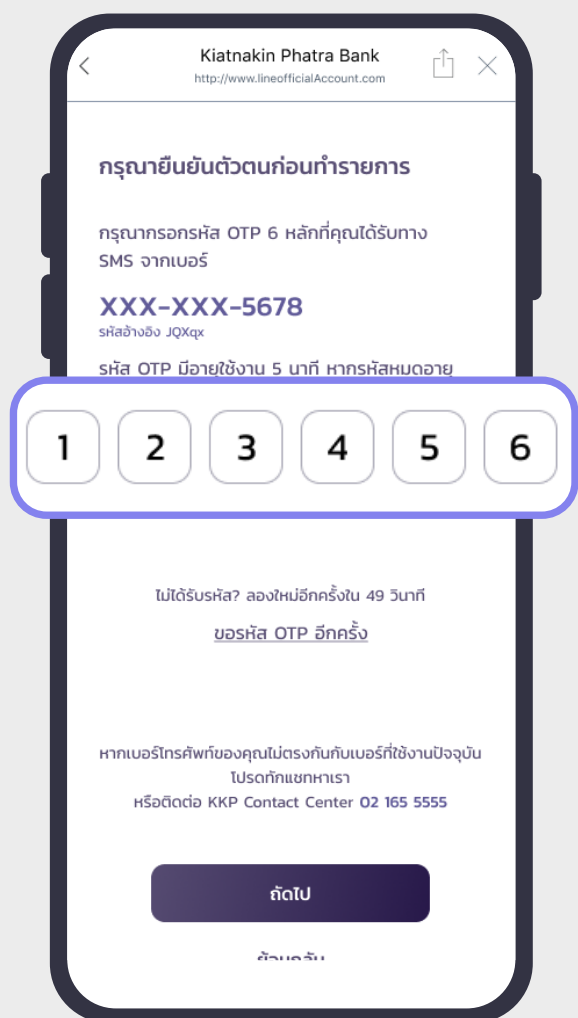 Kiatnakin Phatra Bank
http://www.lineofficialAccount.com
กรุณายืนยันตัวตนก่อนทำรายการ
กรุณากรอกรหัส OTP 6 หลักที่คุณได้รับทาง
SMS จากเบอร์
XXX-XXX-5678
รหัสอ้างอิง JQXqx
รหัส OTP มีอายุใช้งาน 5 นาที หากรหัสหมดอายุ
1 2 3 4 5 6
ไม่ได้รับรหัส? ลองใหม่อีกครั้งใน 49 วินาที
ขอรหัส OTP อีกครั้ง
หากเบอร์โทรศัพท์ของคุณไม่ตรงกันกับเบอร์ที่ใช้งานปัจจุบัน
โปรดทักแชทหาเรา
หรือติดต่อ KKP Contact Center 02 165 5555
ถัดไป
ย้อนกลับ